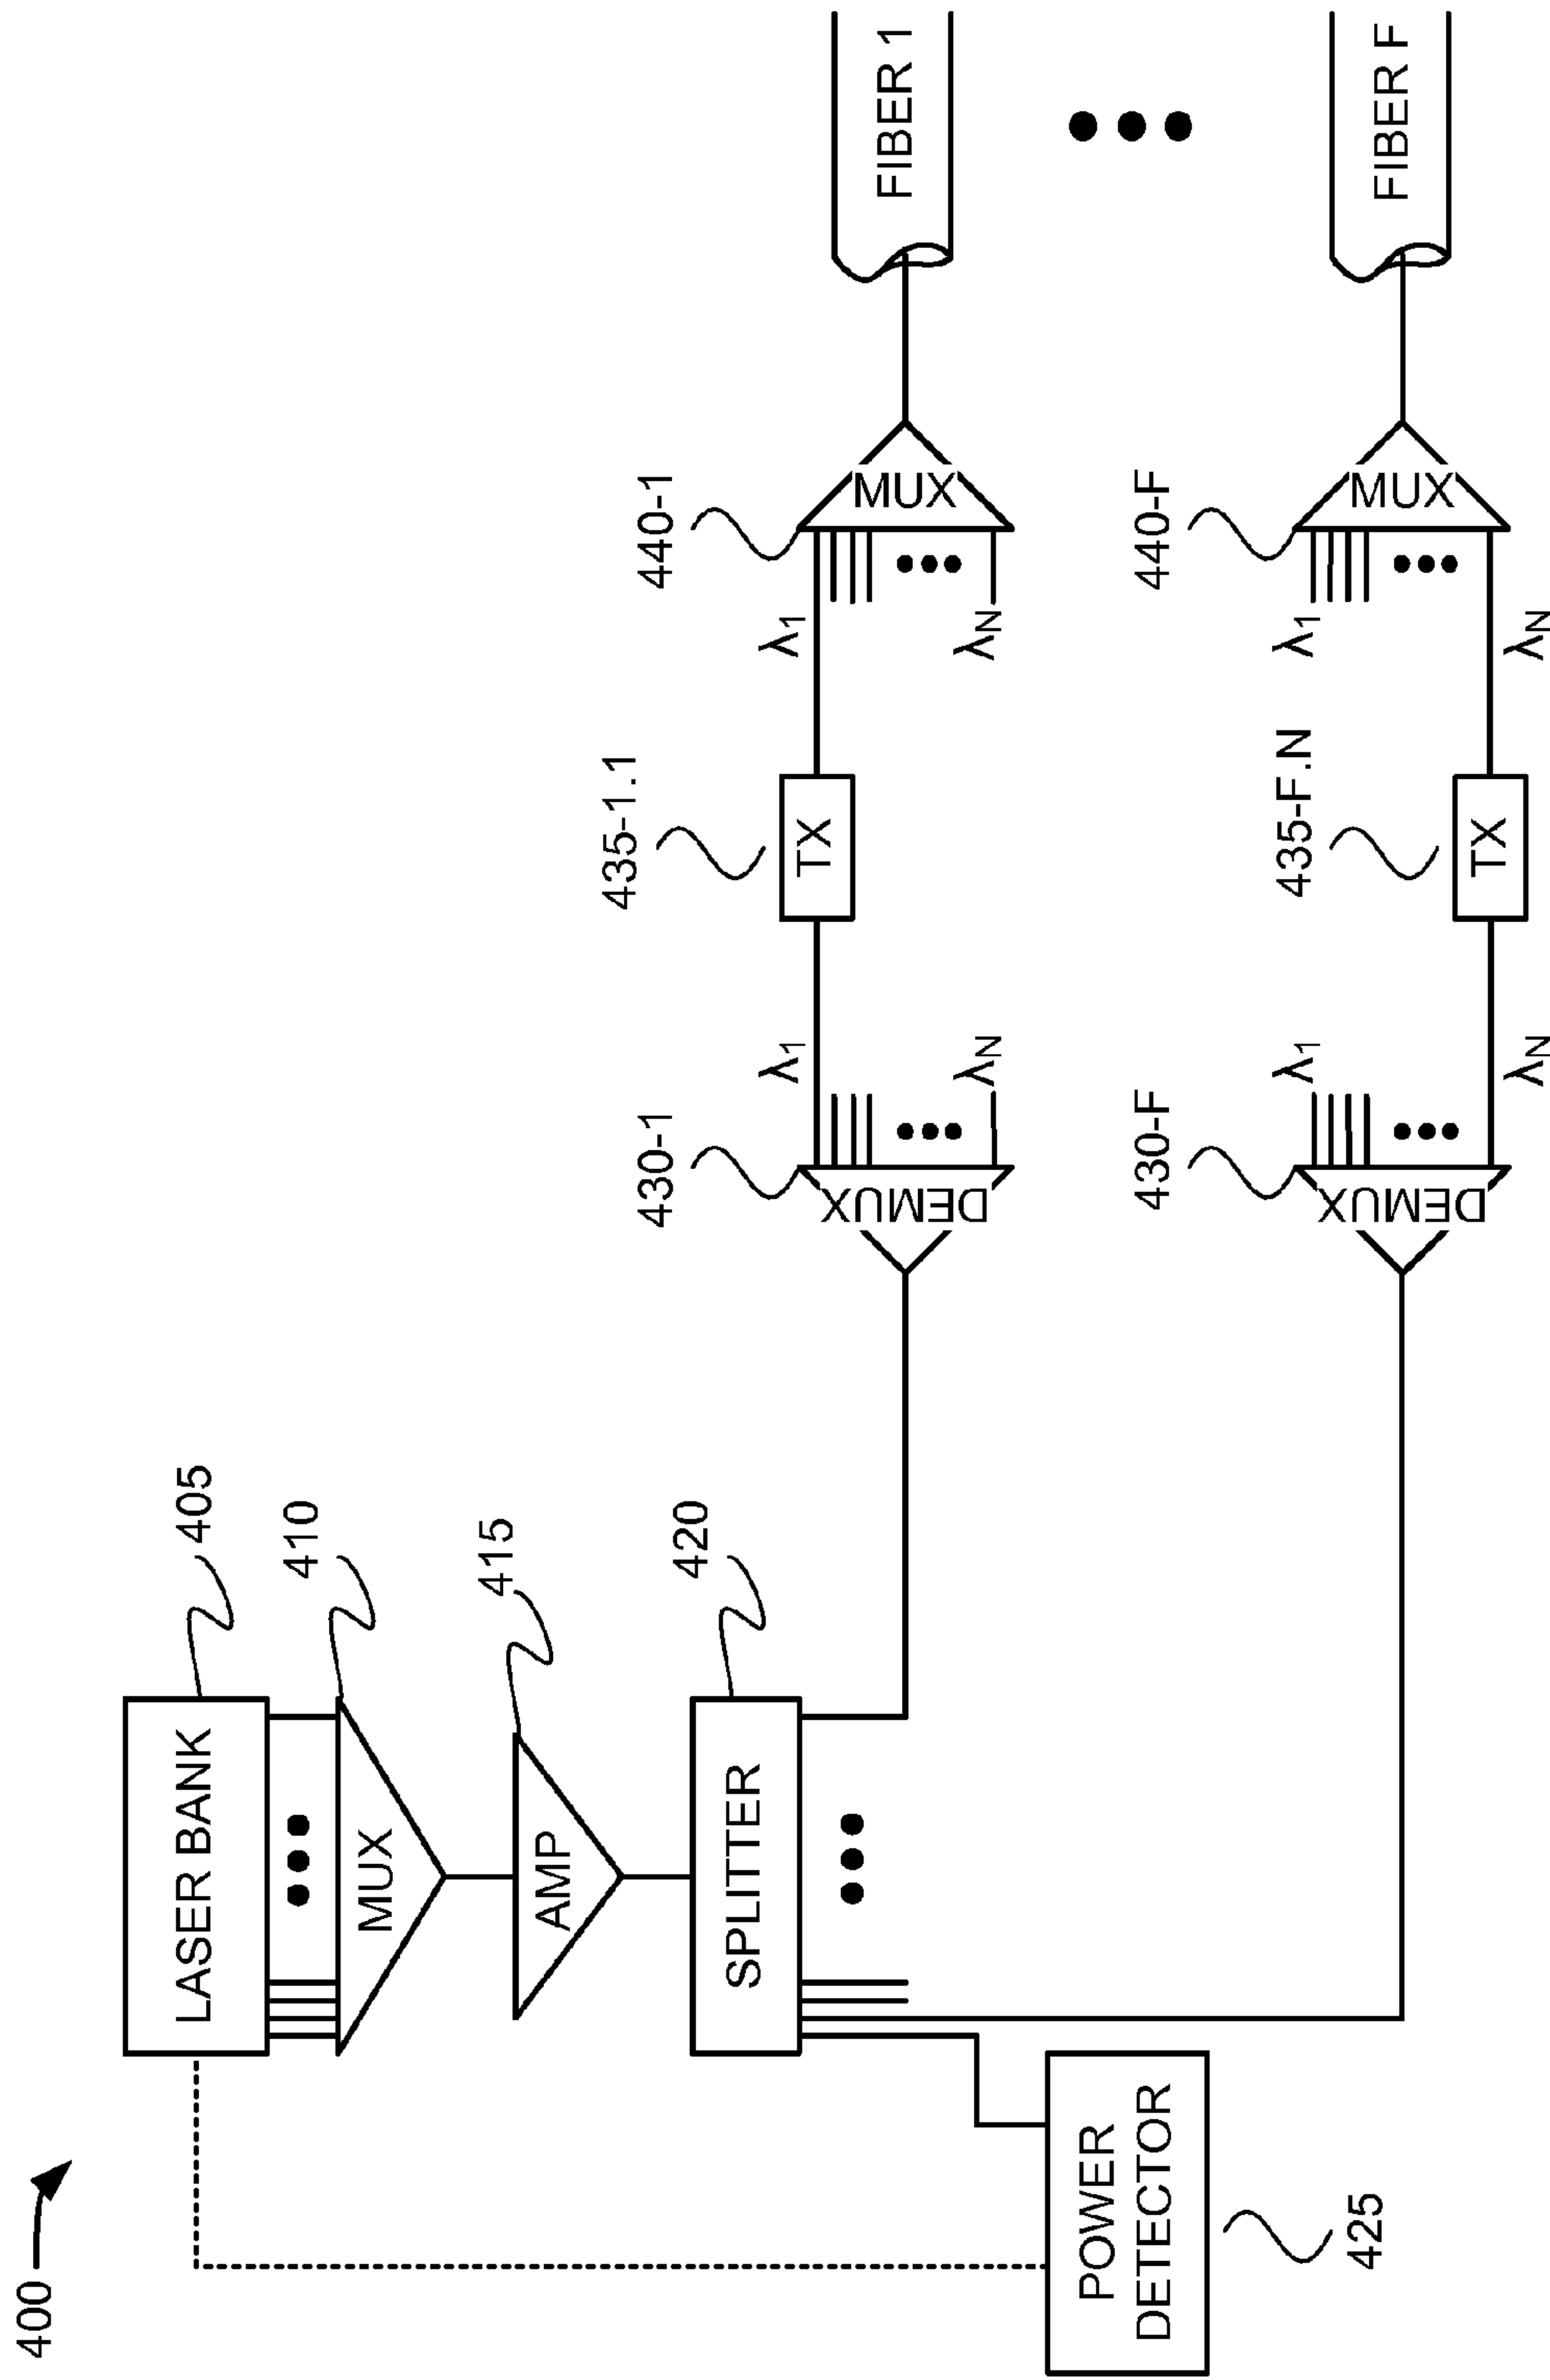 400
LASER BANK
405
410
MUX
415
AMP
420
SPLITTER
POWER
DETECTOR
425
430-1
DEMUX
λ1
λN
435-1.1
TX
440-1
λ1
λN
MUX
FIBER 1
430-F
DEMUX
λ1
λN
435-F.N
TX
440-F
λ1
λN
MUX
FIBER F